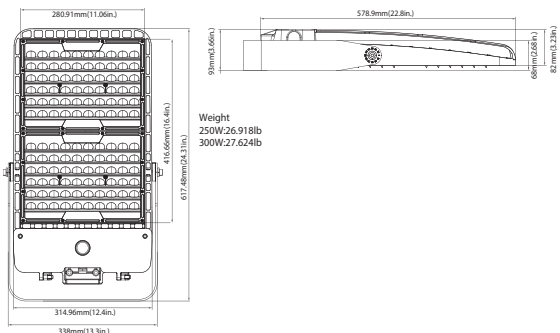 280.91mm(11.06in.)
578.9mm(22.8in.)
93mm(3.66in.)
68mm(2.68in.)
82mm(3.23in.)
416.66mm(16.4in.)
617.48mm(24.31in.)
Weight
250W:26.918lb
300W:27.624lb
314.96mm(12.4in.)
338mm(13.3in.)